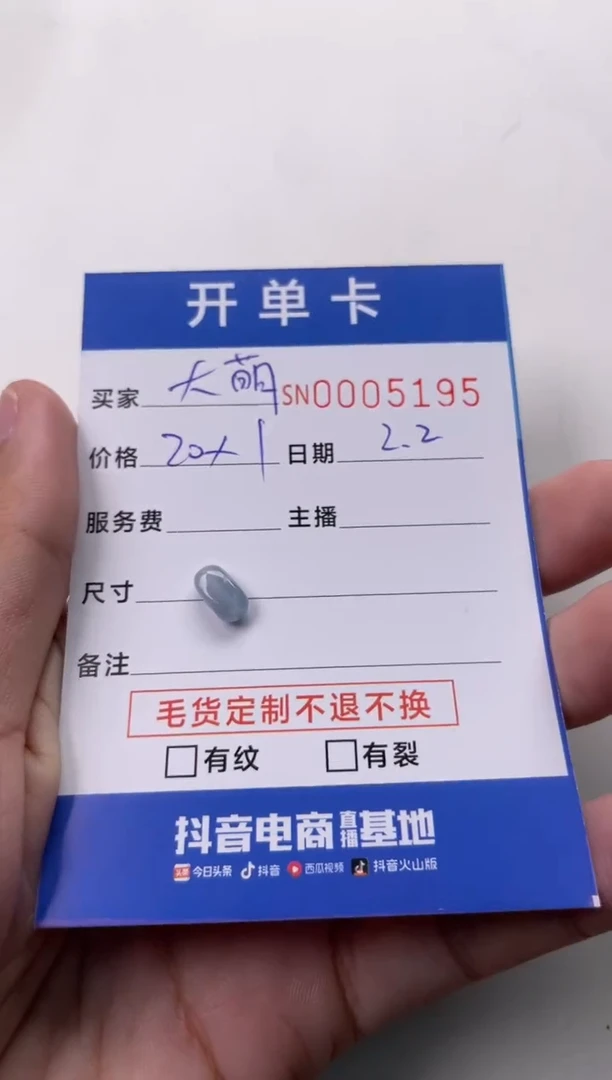 开单卡
买家 大萌 SN0005195
价格 20×1 日期 2.2
服务费 主播
尺寸
备注
毛货定制不退不换
有纹 有裂
抖音电商直播基地
头条 今日头条 抖音 西瓜视频 抖音火山版